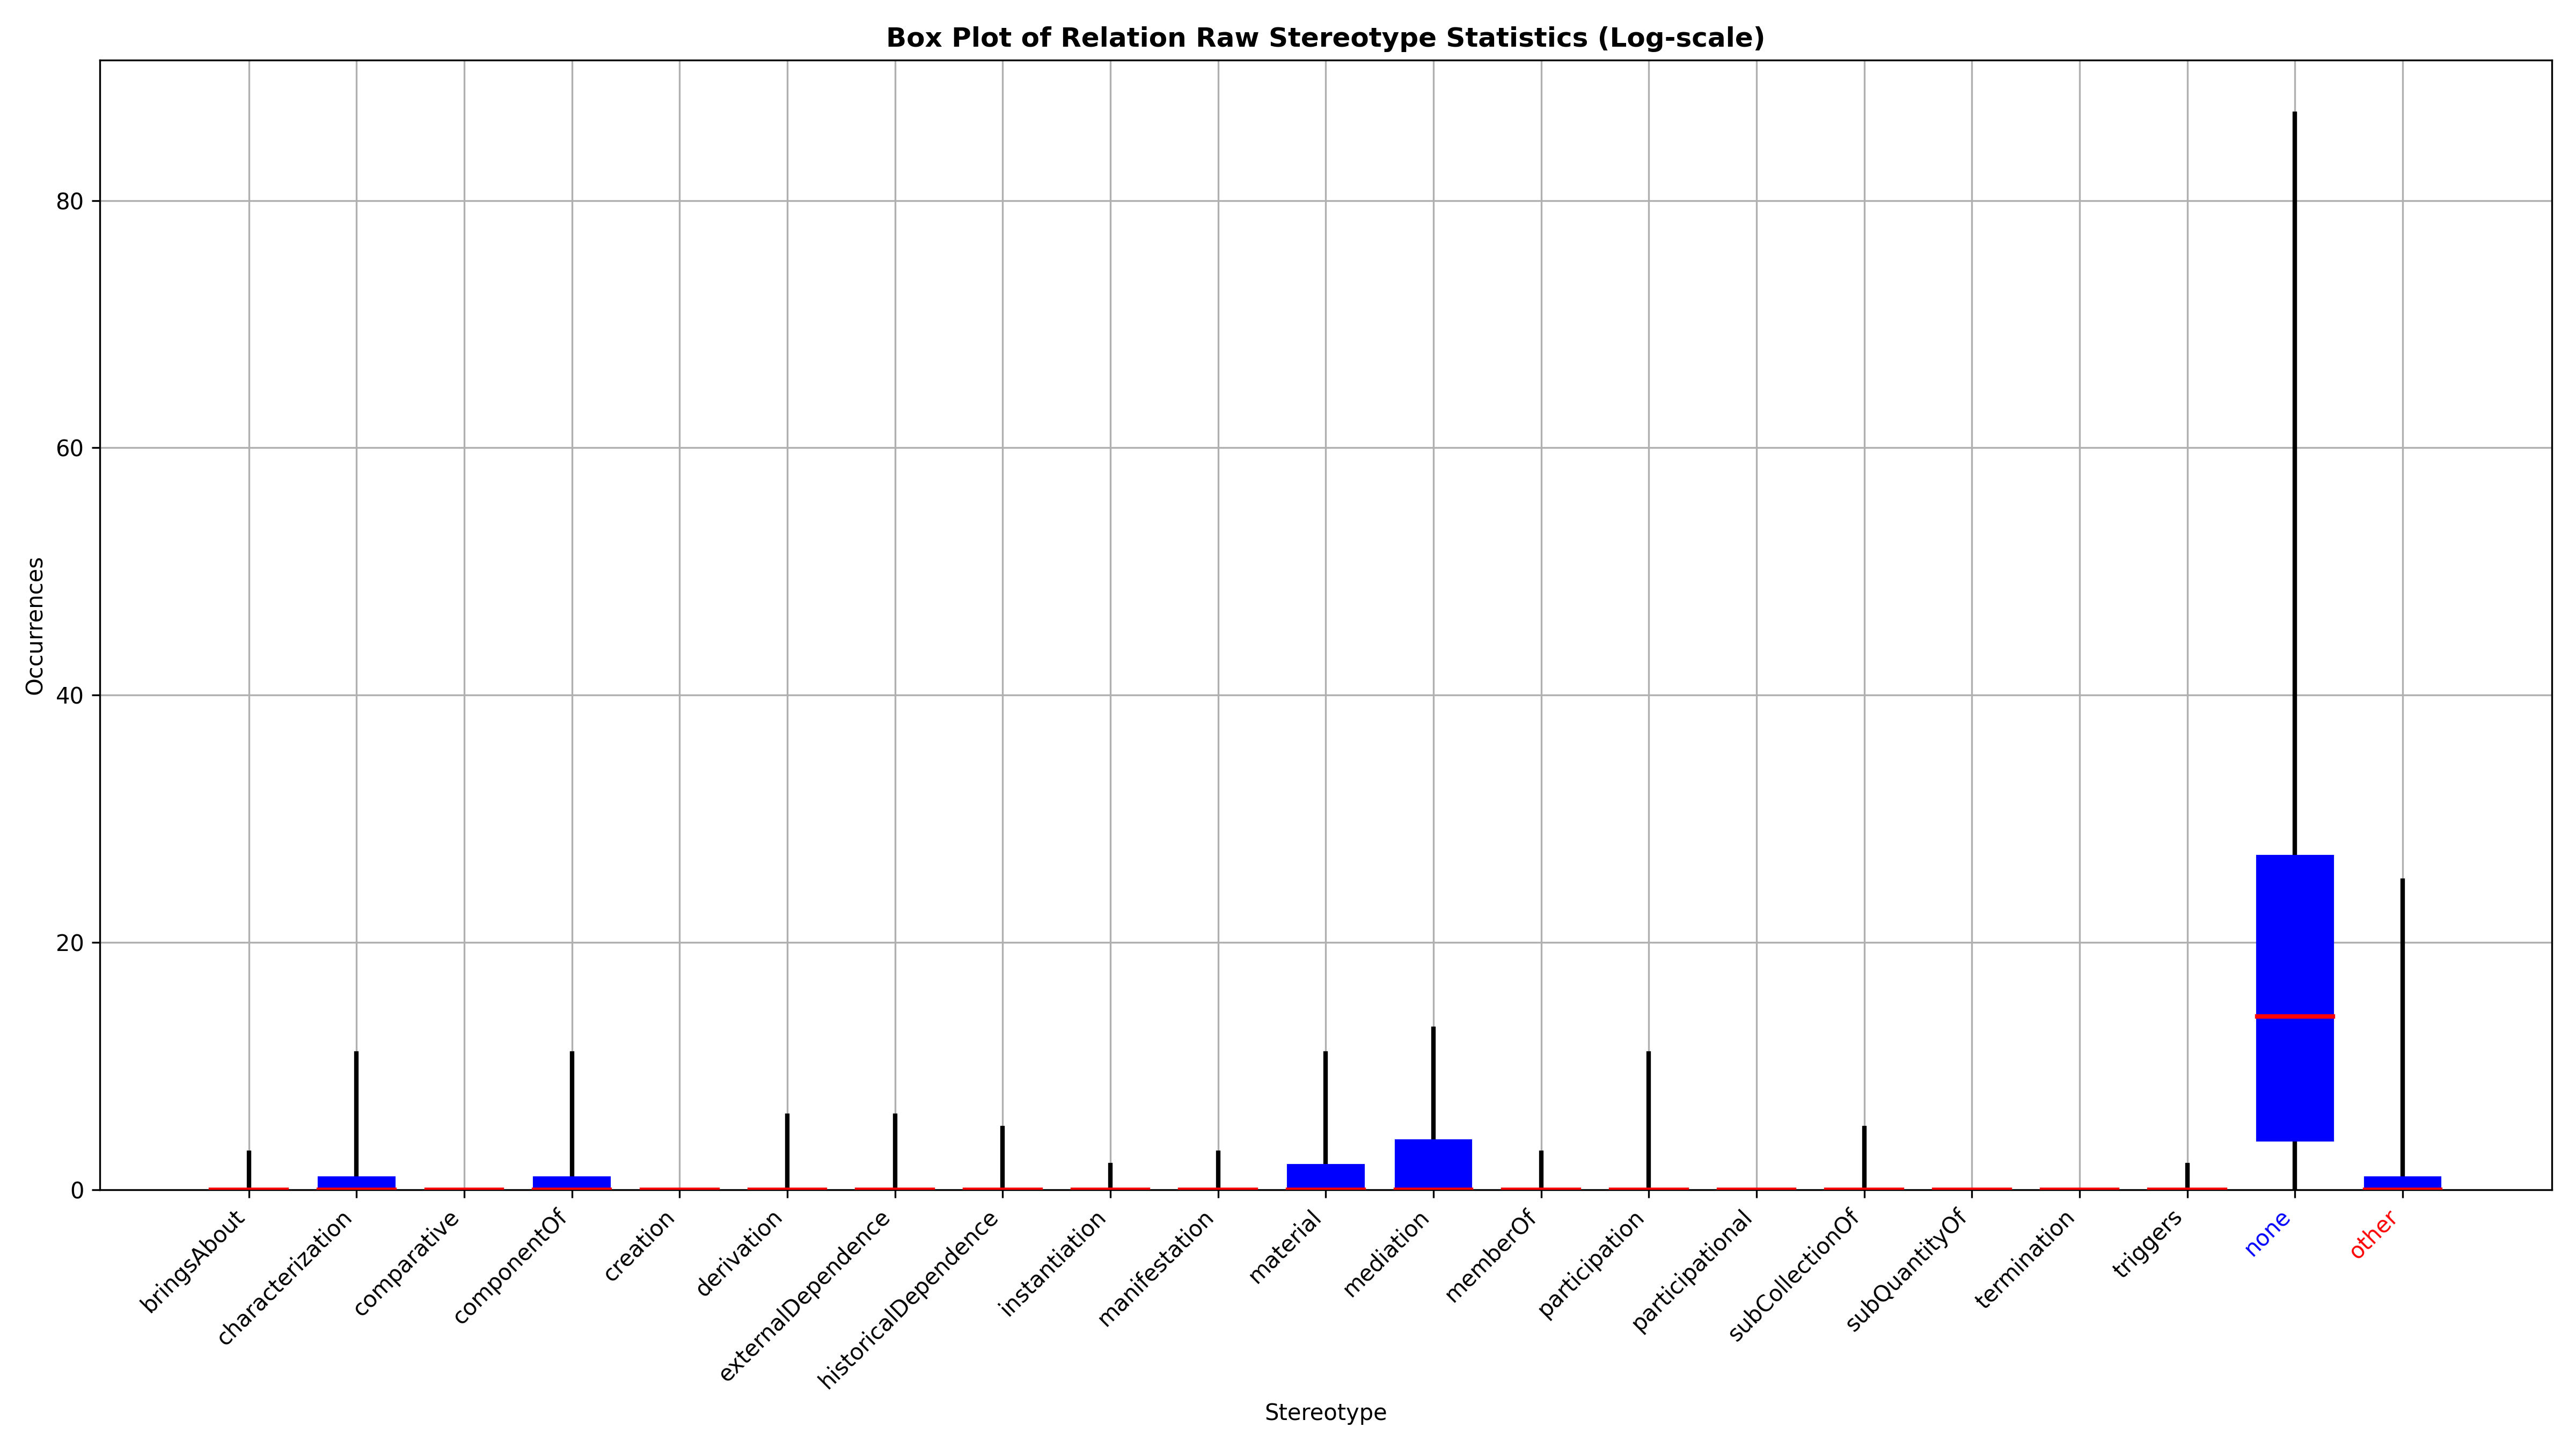 Box Plot of Relation Raw Stereotype Statistics (Log-scale)
Occurrences
80
60
40
20
0
bringsAbout
characterization
comparative
componentOf
creation
derivation
externalDependence
historicalDependence
instantiation
manifestation
material
mediation
memberOf
participation
participational
subCollectionOf
subQuantityOf
termination
triggers
none
other
Stereotype